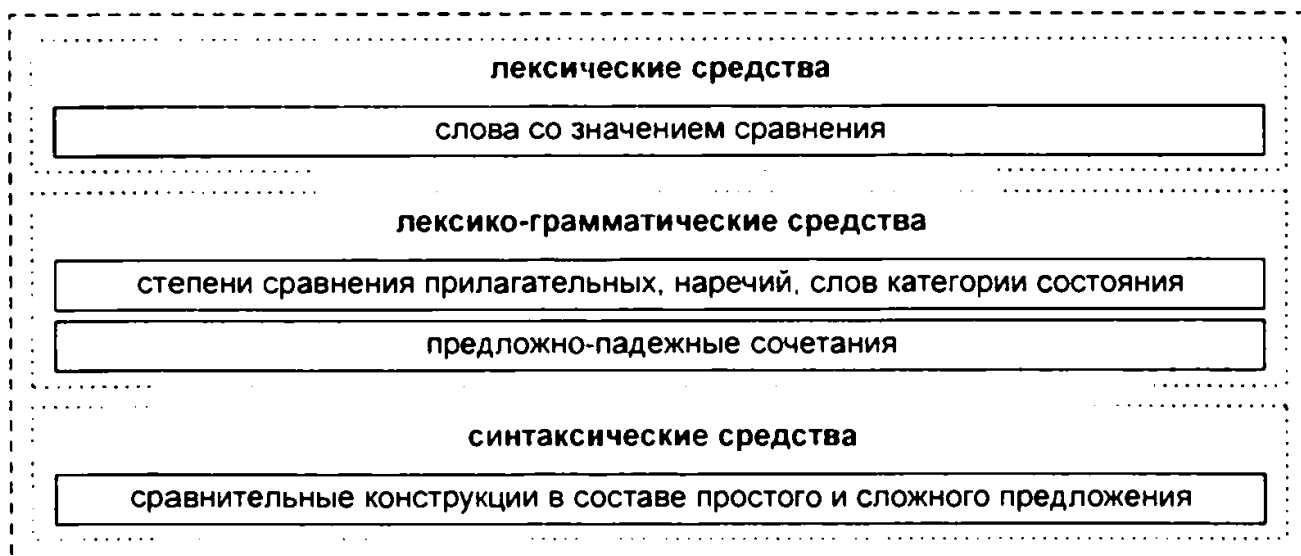 лексические средства
слова со значением сравнения
лексико-грамматические средства
степени сравнения прилагательных, наречий, слов категории состояния
предложно-падежные сочетания
синтаксические средства
сравнительные конструкции в составе простого и сложного предложения